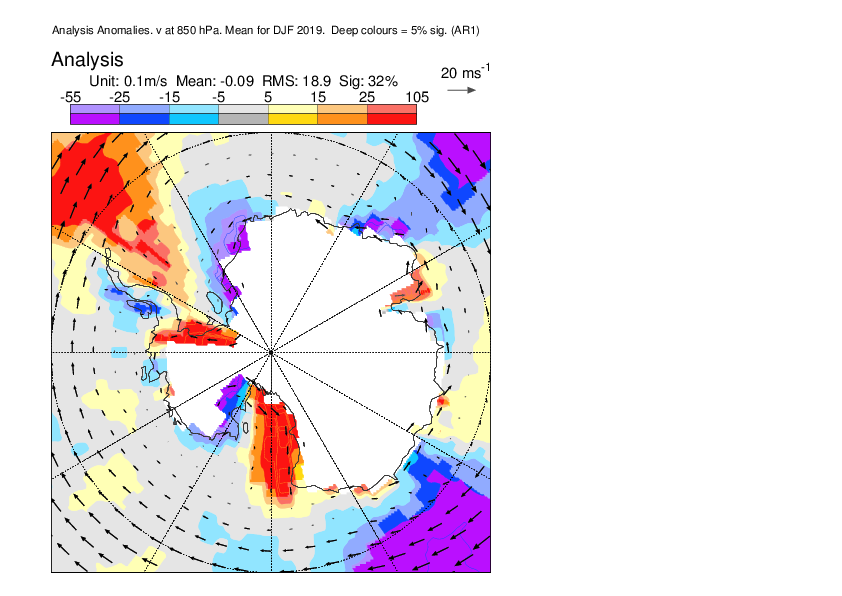 Analysis Anomalies. v at 850 hPa. Mean for DJF 2019.  Deep colours = 5% sig. (AR1)
Analysis
20 ms⁻¹
Unit: 0.1m/s  Mean: -0.09  RMS: 18.9  Sig: 32%
-55 -25 -15 -5 5 15 25 105